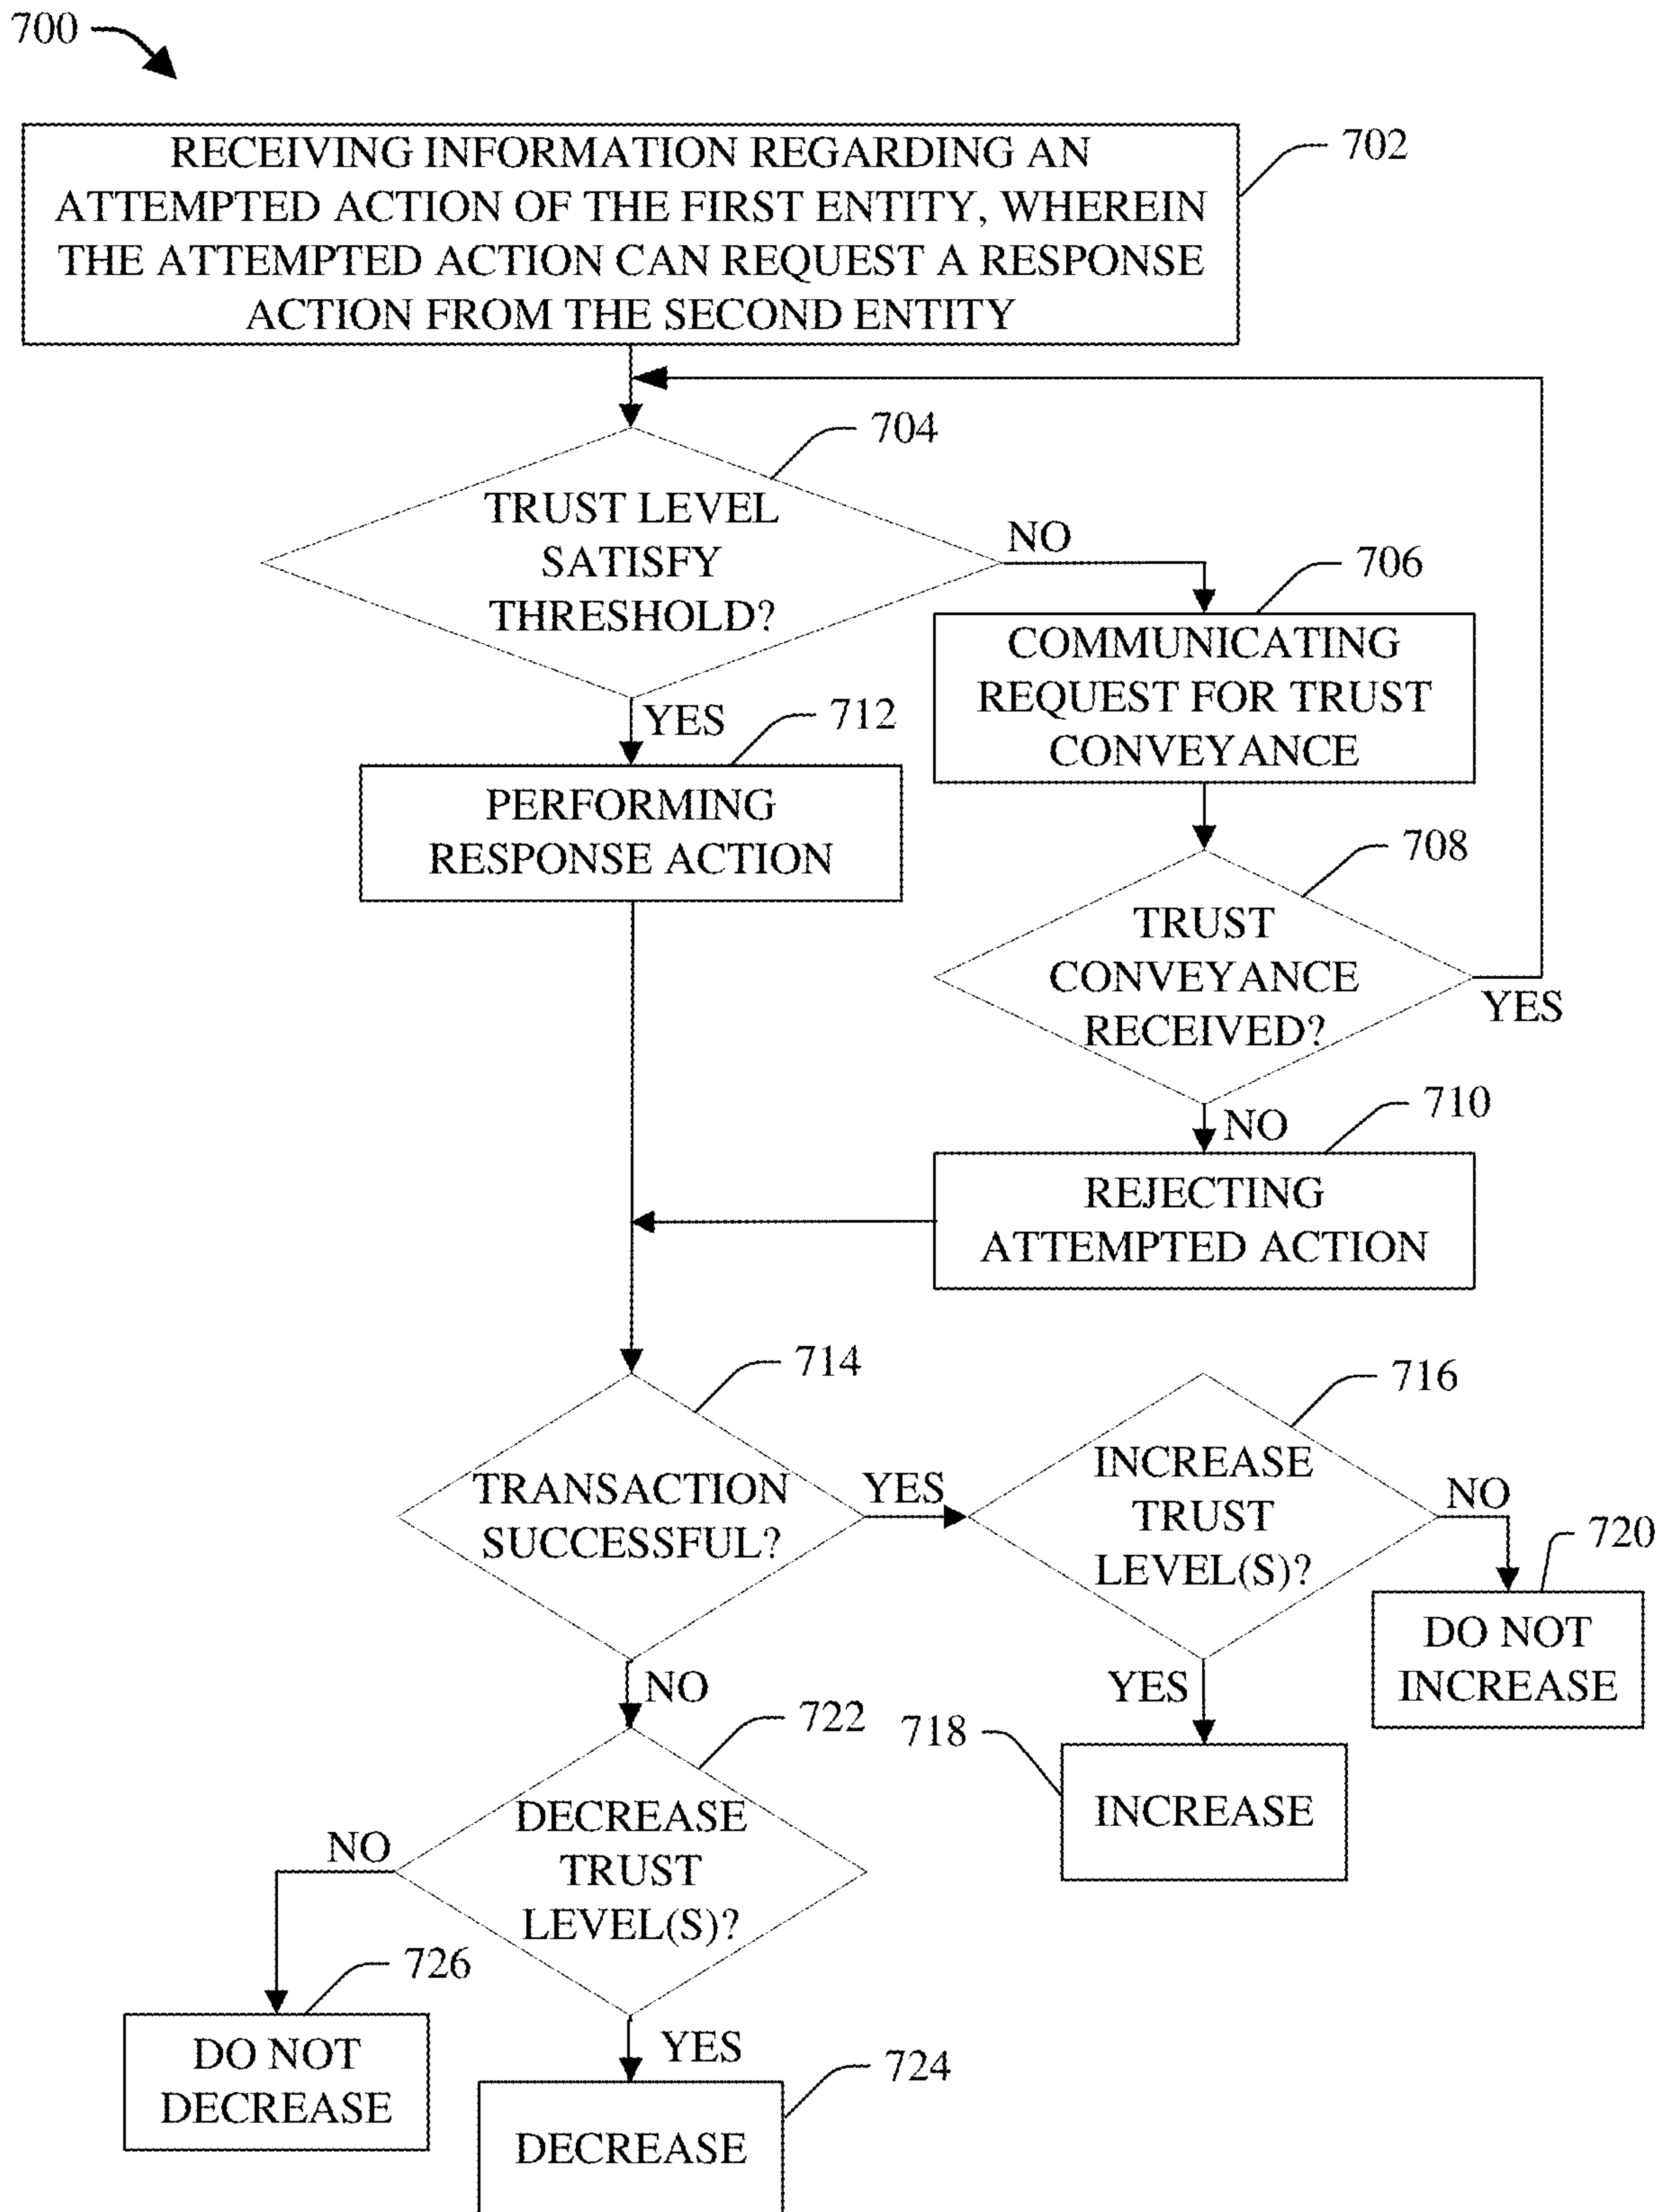 700
RECEIVING INFORMATION REGARDING AN
ATTEMPTED ACTION OF THE FIRST ENTITY, WHEREIN
THE ATTEMPTED ACTION CAN REQUEST A RESPONSE
ACTION FROM THE SECOND ENTITY
702
704
TRUST LEVEL
SATISFY
THRESHOLD?
NO
706
COMMUNICATING
REQUEST FOR TRUST
CONVEYANCE
YES
712
PERFORMING
RESPONSE ACTION
708
TRUST
CONVEYANCE
RECEIVED?
YES
NO
710
REJECTING
ATTEMPTED ACTION
714
TRANSACTION
SUCCESSFUL?
YES
716
INCREASE
TRUST
LEVEL(S)?
NO
720
DO NOT
INCREASE
YES
718
INCREASE
NO
722
DECREASE
TRUST
LEVEL(S)?
NO
726
DO NOT
DECREASE
YES
724
DECREASE